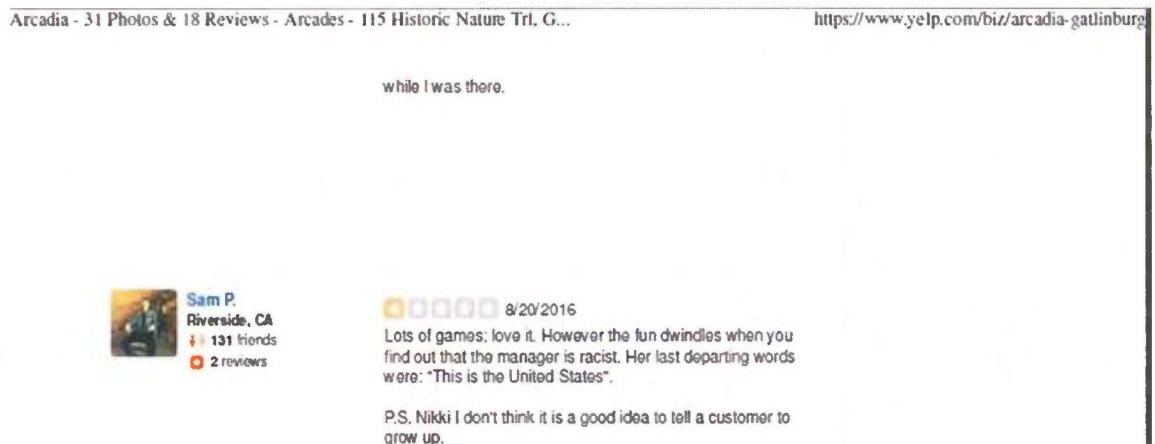 Arcadia - 31 Photos & 18 Reviews - Arcades - 115 Historic Nature Trl, G...
https://www.yelp.com/biz/arcadia-gatlinburg
while I was there.
Sam P.
Riverside, CA
131 friends
2 reviews
8/20/2016
Lots of games; love it. However the fun dwindles when you
find out that the manager is racist. Her last departing words
were: "This is the United States".
P.S. Nikki I don't think it is a good idea to tell a customer to
grow up.